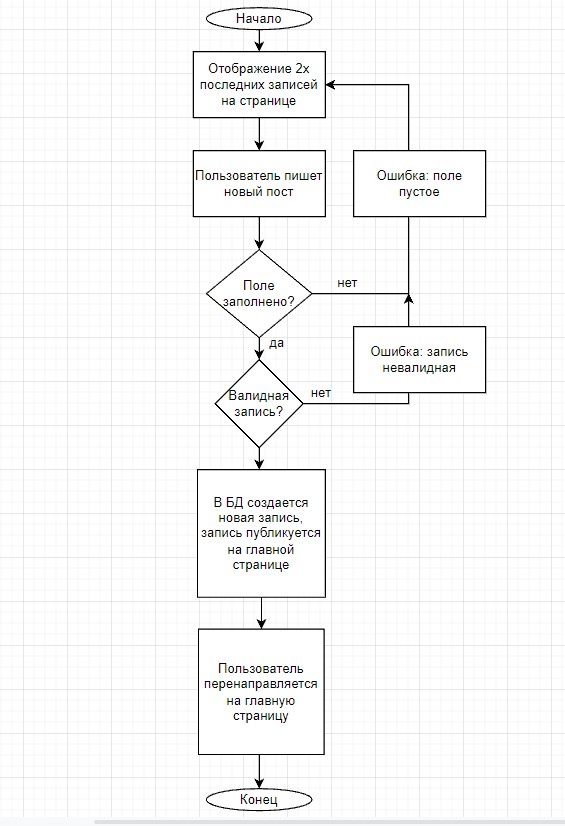 Начало
Отображение 2х
последних записей
на странице
Пользователь пишет
новый пост
Ошибка: поле
пустое
Поле
заполнено?
нет
да
Ошибка: запись
невалидная
Валидная
запись?
нет
В БД создается
новая запись,
запись публикуется
на главной
странице
Пользователь
перенаправляется
на главную
страницу
Конец